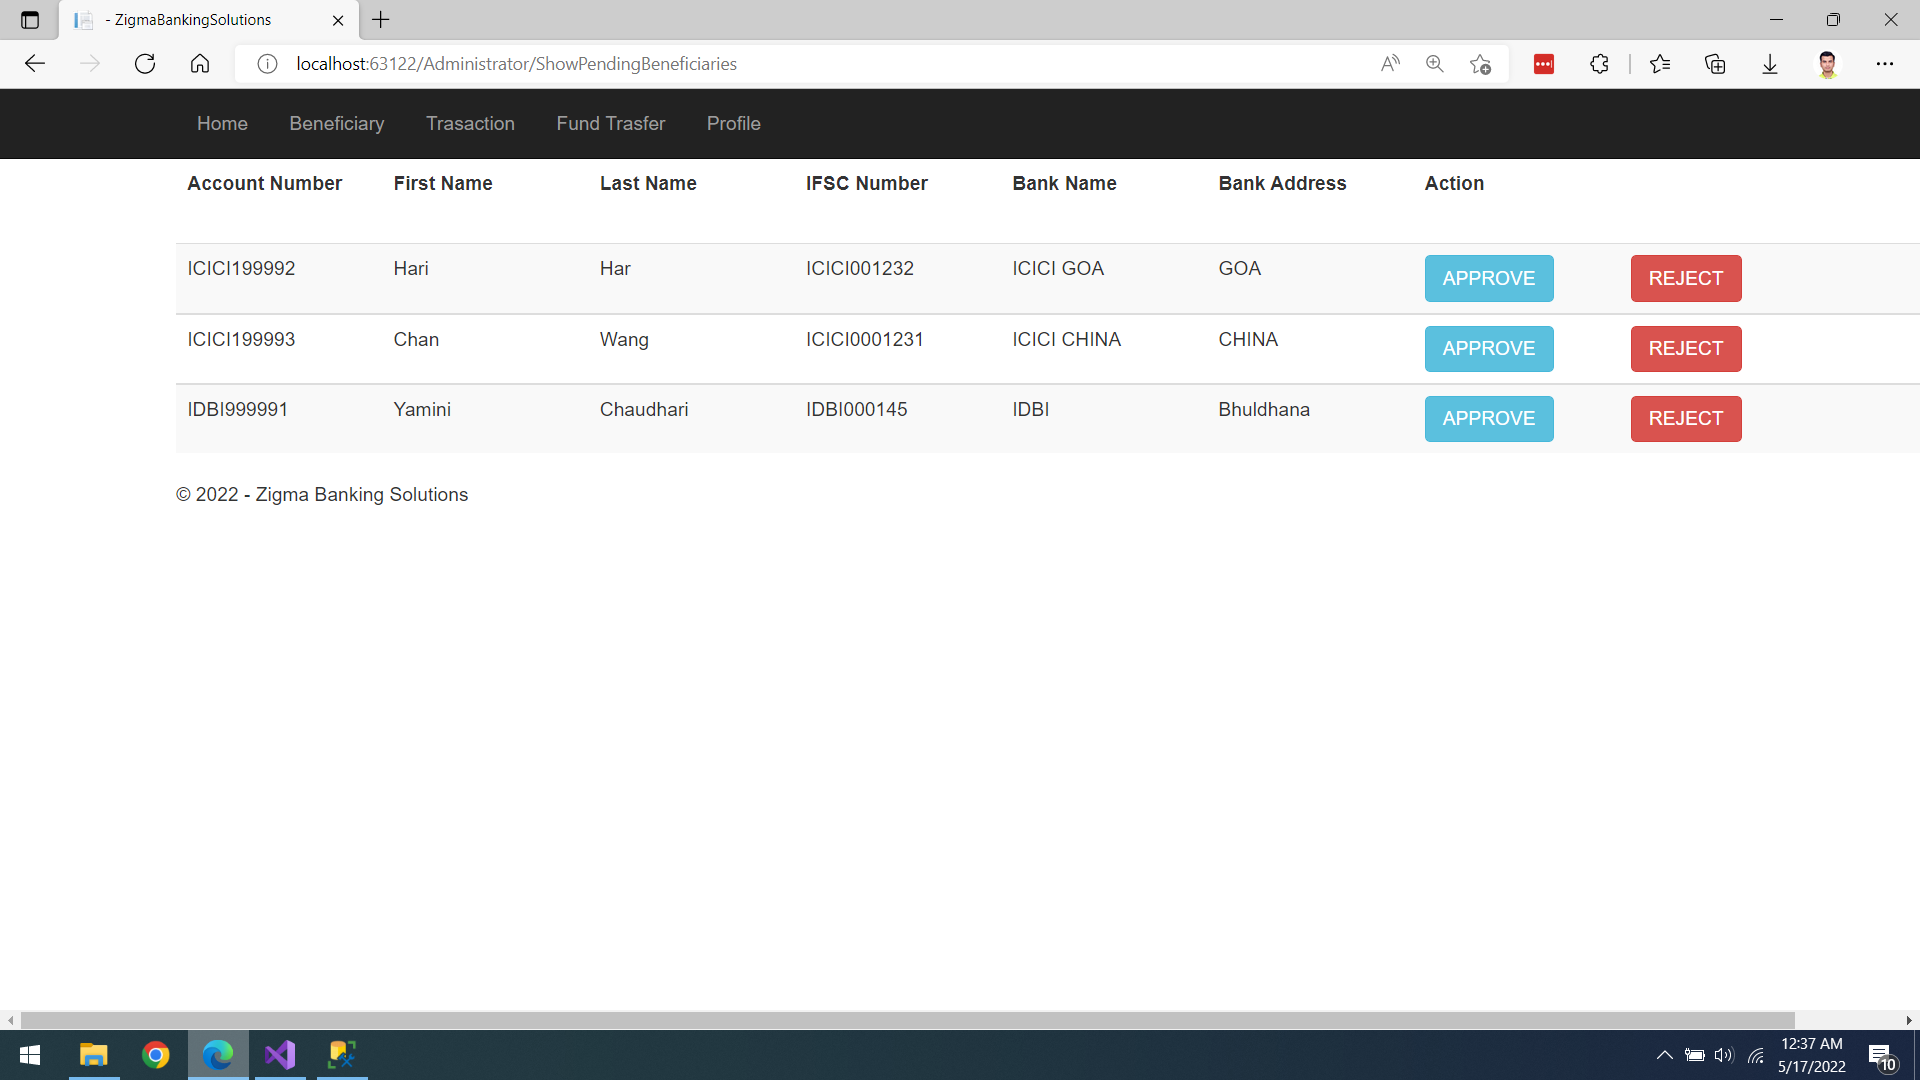 - ZigmaBankingSolutions
localhost:63122/Administrator/ShowPendingBeneficiaries
Home Beneficiary Trasaction Fund Trasfer Profile
Account Number First Name Last Name IFSC Number Bank Name Bank Address Action
ICICI199992 Hari Har ICICI001232 ICICI GOA GOA APPROVE REJECT
ICICI199993 Chan Wang ICICI0001231 ICICI CHINA CHINA APPROVE REJECT
IDBI999991 Yamini Chaudhari IDBI000145 IDBI Bhuldhana APPROVE REJECT
© 2022 - Zigma Banking Solutions
12:37 AM
5/17/2022
10